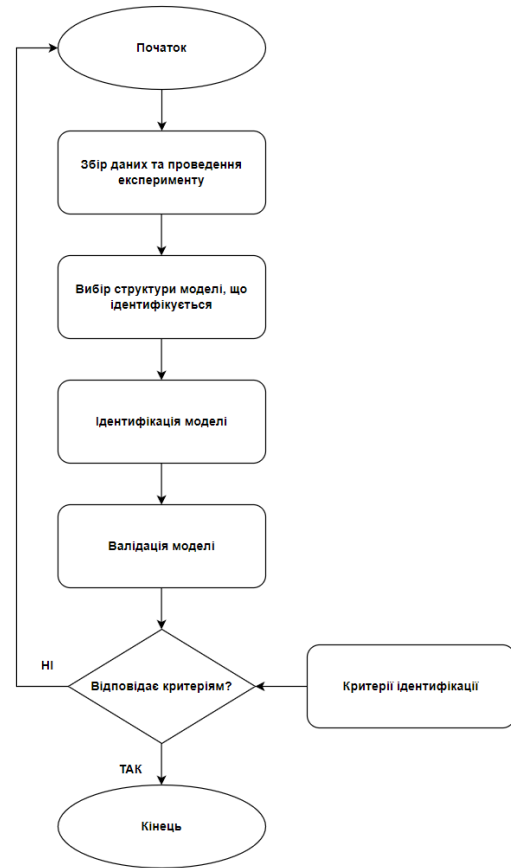 Початок
Збір даних та проведення
експерименту
Вибір структури моделі, що
ідентифікується
Ідентифікація моделі
Валідація моделі
НІ
Відповідає критеріям?
Критерії ідентифікації
ТАК
Кінець